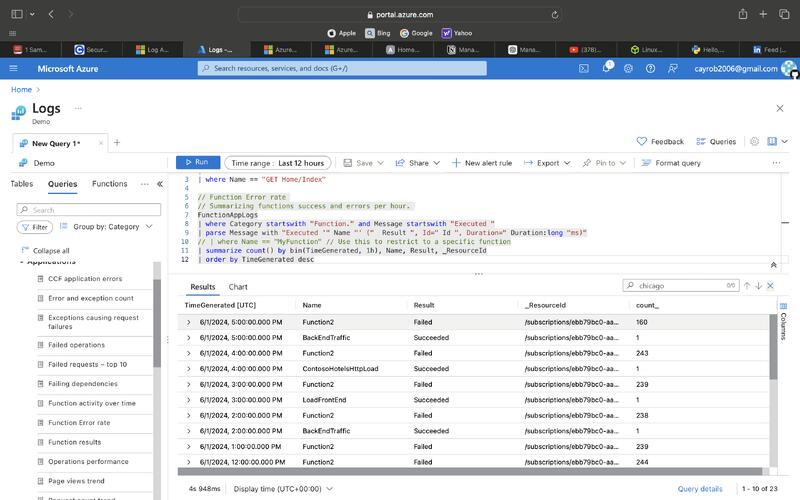 portal.azure.com
Apple Bing Google Yahoo
1 Sam... Secur... Log A... Logs -... Azure... Azure... Home... Mana... Mana... (378)... Linux... Hello,... Feed |...
Microsoft Azure Search resources, services, and docs (G+/) 1 cayrob2006@gmail.com
Home >
Logs ...
Demo
New Query 1* × + Feedback Queries
Demo Run Time range : Last 12 hours Save Share New alert rule Export Pin to Format query ...
Tables Queries Functions ... «
Search
Filter Group by: Category
Collapse all
Applications
CCF application errors
Error and exception count
Exceptions causing request failures
Failed operations
Failed requests – top 10
Failing dependencies
Function activity over time
Function Error rate
Function results
Operations performance
Page views trend
Request count trend
3 | where Name == "GET Home/Index"
4
5 // Function Error rate
6 // Summarizing functions success and errors per hour.
7 FunctionAppLogs
8 | where Category startswith "Function." and Message startswith "Executed "
9 | parse Message with "Executed '" Name "' (" Result ", Id=" Id ", Duration=" Duration:long "ms)"
10 // | where Name == "MyFunction" // Use this to restrict to a specific function
11 | summarize count() by bin(TimeGenerated, 1h), Name, Result, _ResourceId
12 | order by TimeGenerated desc
Results Chart chicago 0/0
TimeGenerated [UTC] Name Result _ResourceId count_
6/1/2024, 5:00:00.000 PM Function2 Failed /subscriptions/ebb79bc0-aa... 160
6/1/2024, 5:00:00.000 PM BackEndTraffic Succeeded /subscriptions/ebb79bc0-aa... 1
6/1/2024, 4:00:00.000 PM Function2 Failed /subscriptions/ebb79bc0-aa... 243
6/1/2024, 4:00:00.000 PM ContosoHotelsHttpLoad Succeeded /subscriptions/ebb79bc0-aa... 1
6/1/2024, 3:00:00.000 PM Function2 Failed /subscriptions/ebb79bc0-aa... 239
6/1/2024, 3:00:00.000 PM LoadFrontEnd Succeeded /subscriptions/ebb79bc0-aa... 1
6/1/2024, 2:00:00.000 PM Function2 Failed /subscriptions/ebb79bc0-aa... 238
6/1/2024, 2:00:00.000 PM BackEndTraffic Succeeded /subscriptions/ebb79bc0-aa... 1
6/1/2024, 1:00:00.000 PM Function2 Failed /subscriptions/ebb79bc0-aa... 239
6/1/2024, 12:00:00.000 PM Function2 Failed /subscriptions/ebb79bc0-aa... 244
Columns
4s 948ms Display time (UTC+00:00) Query details 1 - 10 of 23